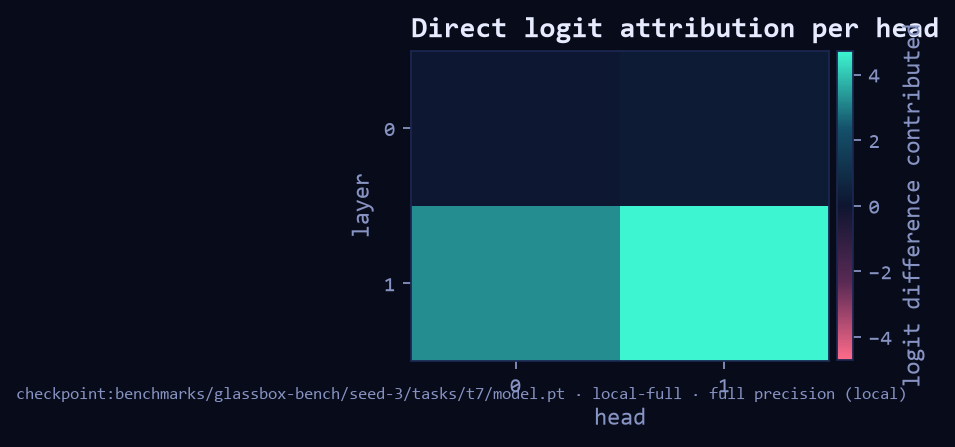 Direct logit attribution per head
layer
0
1
4
2
0
−2
−4
logit difference contributed
0 1
checkpoint:benchmarks/glassbox-bench/seed-3/tasks/t7/model.pt · local-full · full precision (local)
head